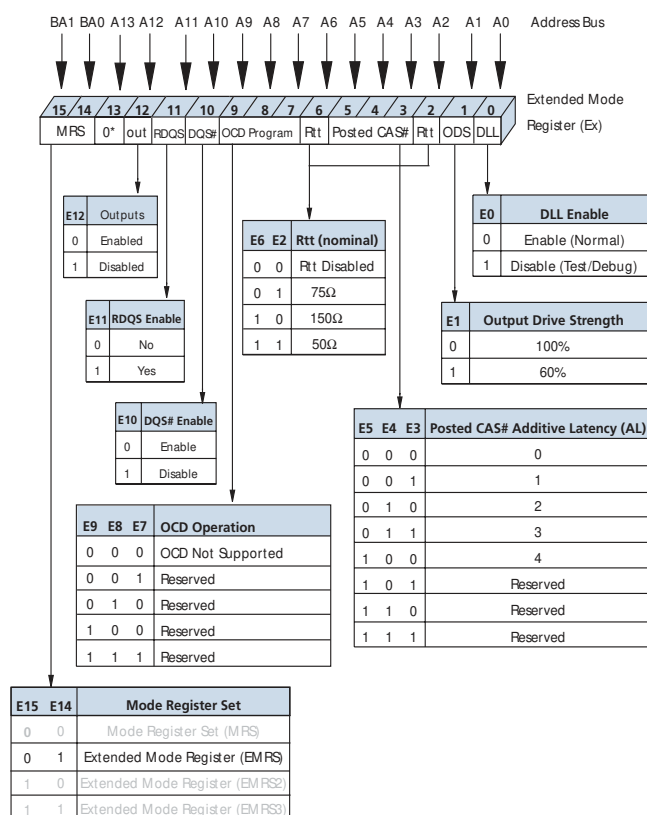 BA1 BA0 A13 A12 A11 A10 A9 A8 A7 A6 A5 A4 A3 A2 A1 A0 Address Bus
Extended Mode
Register (Ex)
15 14 13 12 11 10 9 8 7 6 5 4 3 2 1 0
MRS 0* out RDQS DQS# OCD Program Rtt Posted CAS# Rtt ODS DLL
E12 Outputs
0 Enabled
1 Disabled
E11 RDQS Enable
0 No
1 Yes
E10 DQS# Enable
0 Enable
1 Disable
E6 E2 Rtt (nominal)
0 0 Rtt Disabled
0 1 75Ω
1 0 150Ω
1 1 50Ω
E0 DLL Enable
0 Enable (Normal)
1 Disable (Test/Debug)
E1 Output Drive Strength
0 100%
1 60%
E9 E8 E7 OCD Operation
0 0 0 OCD Not Supported
0 0 1 Reserved
0 1 0 Reserved
1 0 0 Reserved
1 1 1 Reserved
E5 E4 E3 Posted CAS# Additive Latency (AL)
0 0 0 0
0 0 1 1
0 1 0 2
0 1 1 3
1 0 0 4
1 0 1 Reserved
1 1 0 Reserved
1 1 1 Reserved
E15 E14 Mode Register Set
0 0 Mode Register Set (MRS)
0 1 Extended Mode Register (EMRS)
1 0 Extended Mode Register (EMRS2)
1 1 Extended Mode Register (EMRS3)